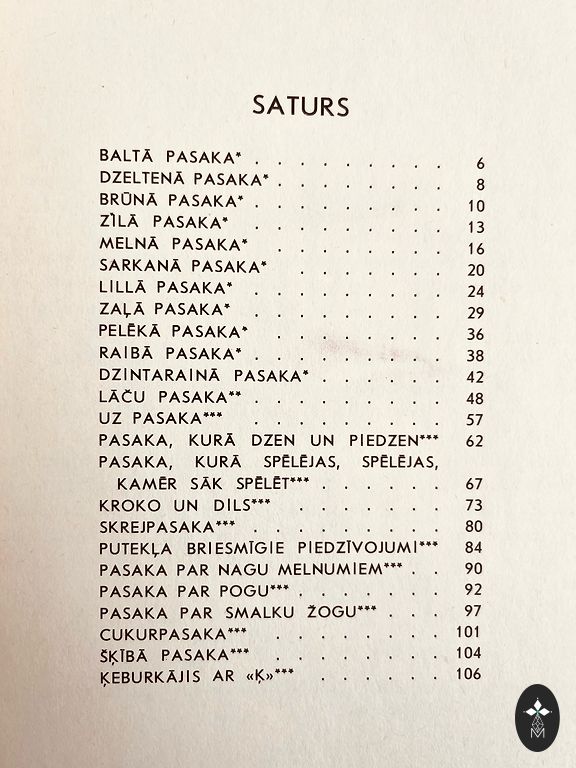 SATURS
BALTĀ PASAKA* . . . . . . . . . 6
DZELTENĀ PASAKA* . . . . . . . . 8
BRŪNĀ PASAKA* . . . . . . . . . 10
ZĪLĀ PASAKA* . . . . . . . . . 13
MELNĀ PASAKA* . . . . . . . . 16
SARKANĀ PASAKA* . . . . . . . 20
LILLĀ PASAKA* . . . . . . . . . 24
ZAĻĀ PASAKA* . . . . . . . . . 29
PELĒKĀ PASAKA* . . . . . . . . 36
RAIBĀ PASAKA* . . . . . . . . . 38
DZINTARAINĀ PASAKA* . . . . . . 42
LĀČU PASAKA** . . . . . . . . . 48
UZ PASAKA*** . . . . . . . . . 57
PASAKA, KURĀ DZEN UN PIEDZEN*** 62
PASAKA, KURĀ SPĒLĒJAS, SPĒLĒJAS,
KAMĒR SĀK SPĒLĒT*** . . . . . . 67
KROKO UN DILS*** . . . . . . . 73
SKREJPASAKA*** . . . . . . . . . 80
PUTEKĻA BRIESMĪGIE PIEDZĪVOJUMI*** 84
PASAKA PAR NAGU MELNUMIEM*** . . 90
PASAKA PAR POGU*** . . . . . . . 92
PASAKA PAR SMALKU ŽOGU*** . . . 97
CUKURPASAKA*** . . . . . . . . 101
ŠĶĪBĀ PASAKA*** . . . . . . . . 104
ĶEBURKĀJIS AR «Ķ»*** . . . . . . 106
M